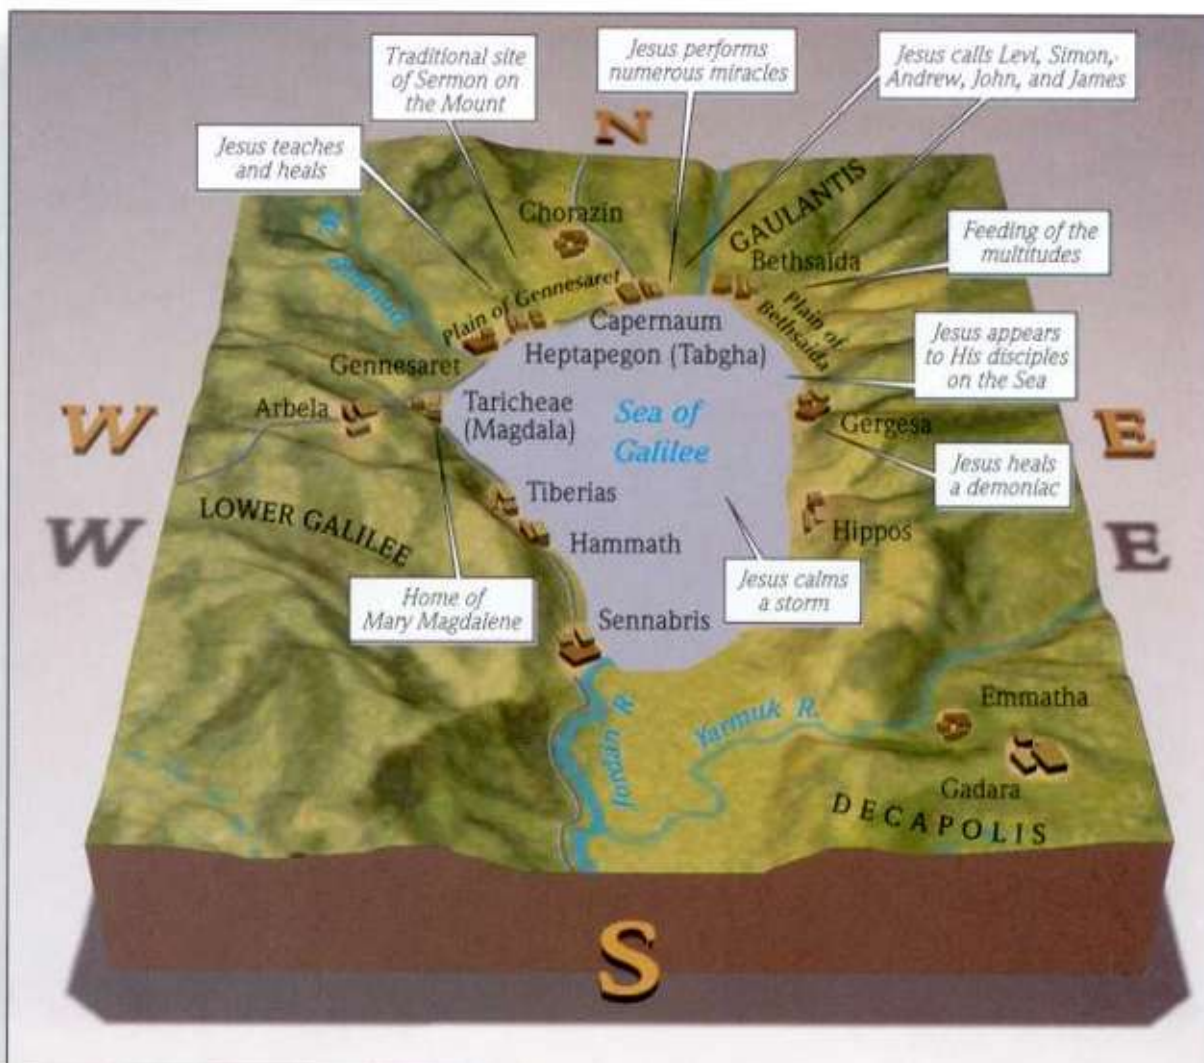 Traditional site
of Sermon on
the Mount
Jesus performs
numerous miracles
Jesus calls Levi, Simon,
Andrew, John, and James
Jesus teaches
and heals
N
Chorazin
GAULANTIS
Bethsaida
Feeding of the
multitudes
R.
Plain of Gennesaret
Plain of
Bethsaida
Capernaum
Heptapegon (Tabgha)
Gennesaret
Jesus appears
to His disciples
on the Sea
W
Arbela
Taricheae
(Magdala)
Sea of
Galilee
Gergesa
E
Jesus heals
a demoniac
Tiberias
LOWER GALILEE
W
Hammath
Hippos
E
Home of
Mary Magdalene
Jesus calms
a storm
Sennabris
Jordan R.
Yarmuk R.
Emmatha
Gadara
DECAPOLIS
S